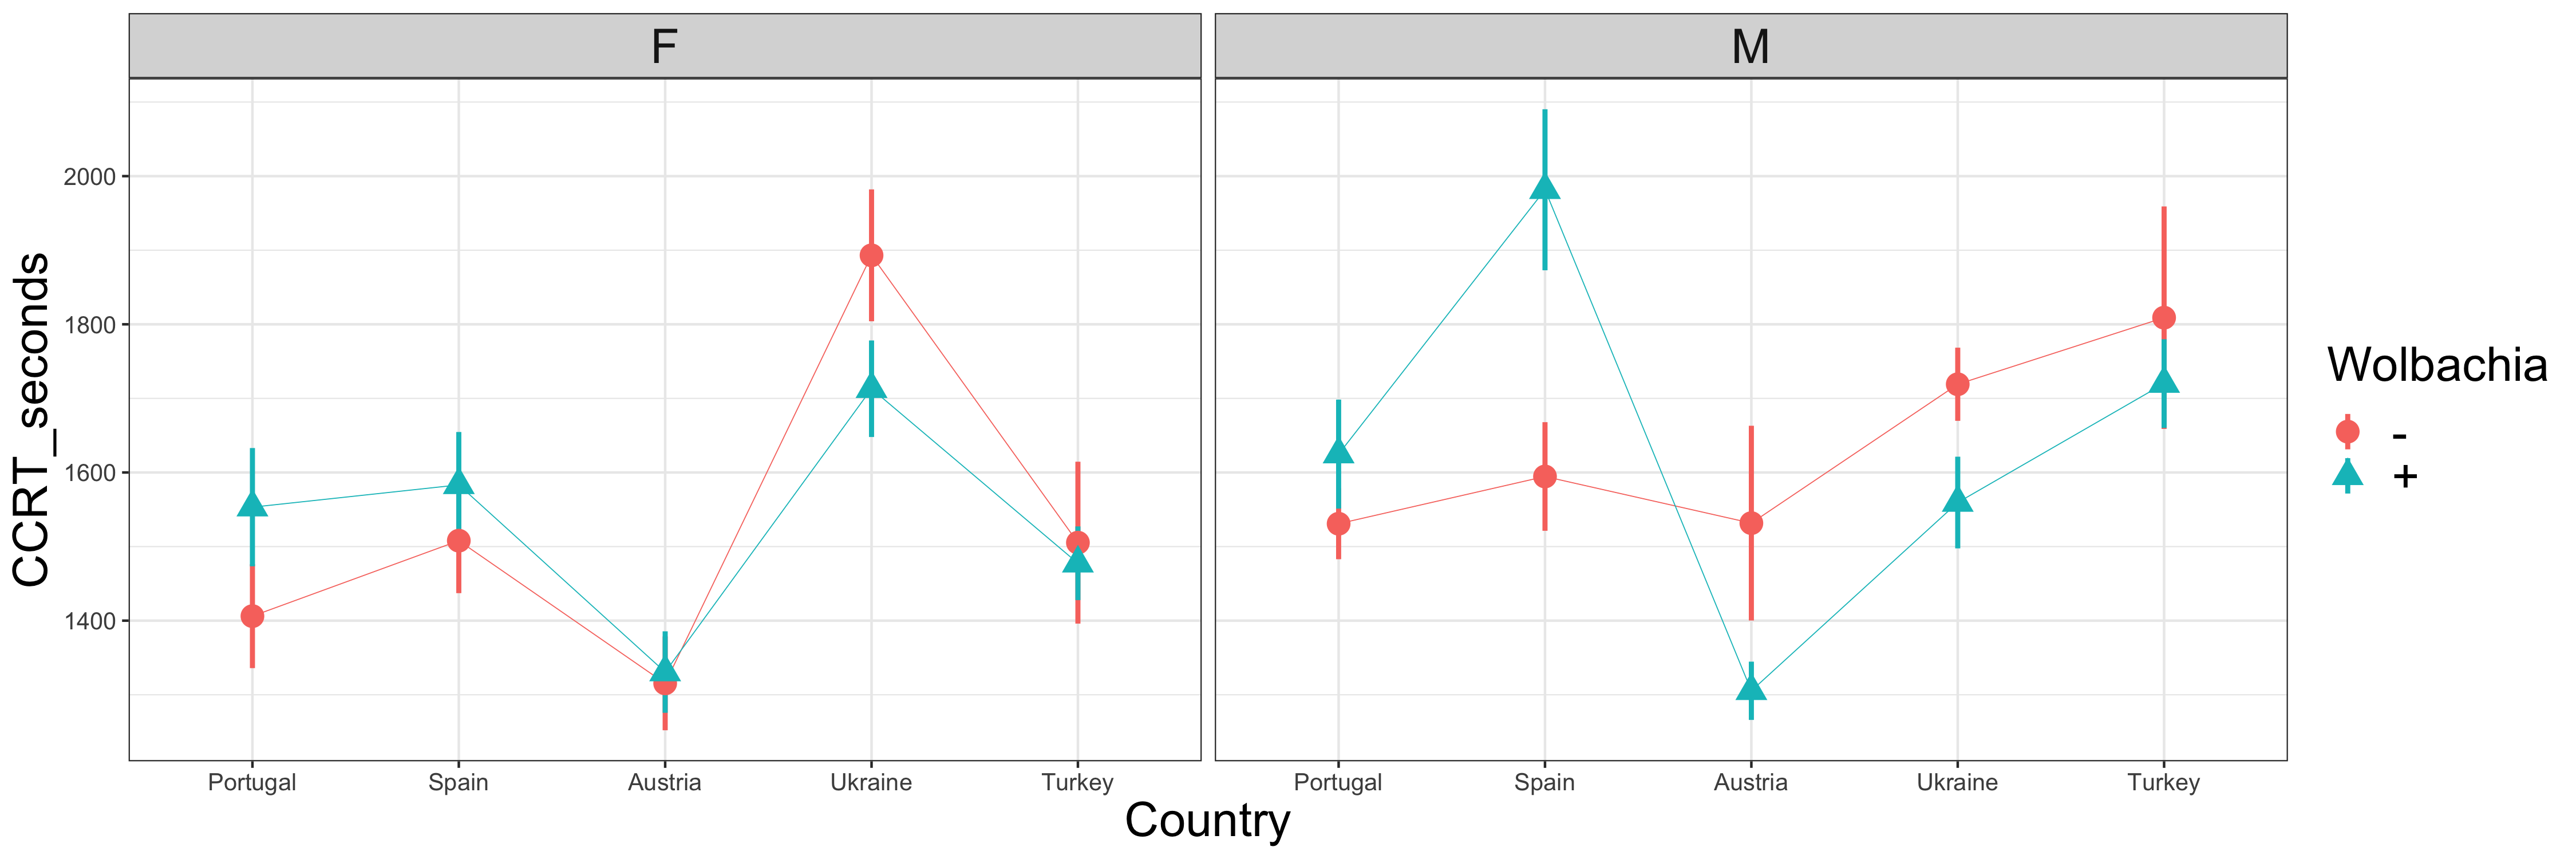 F
M
CCRT_seconds
2000
1800
1600
1400
Portugal Spain Austria Ukraine Turkey
Portugal Spain Austria Ukraine Turkey
Country
Wolbachia
-
+